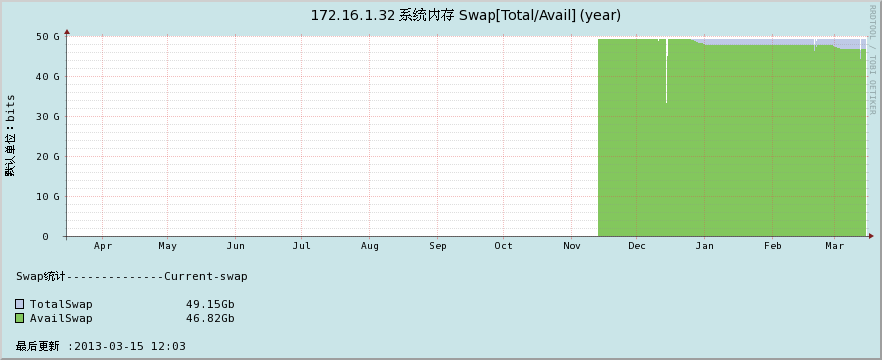 172.16.1.32 系统内存 Swap[Total/Avail] (year)
RRDTOOL / TOBI OETIKER
默认单位：bits
50 G
40 G
30 G
20 G
10 G
0
Apr May Jun Jul Aug Sep Oct Nov Dec Jan Feb Mar
Swap统计--------------Current-swap
TotalSwap 49.15Gb
AvailSwap 46.82Gb
最后更新 :2013-03-15 12:03